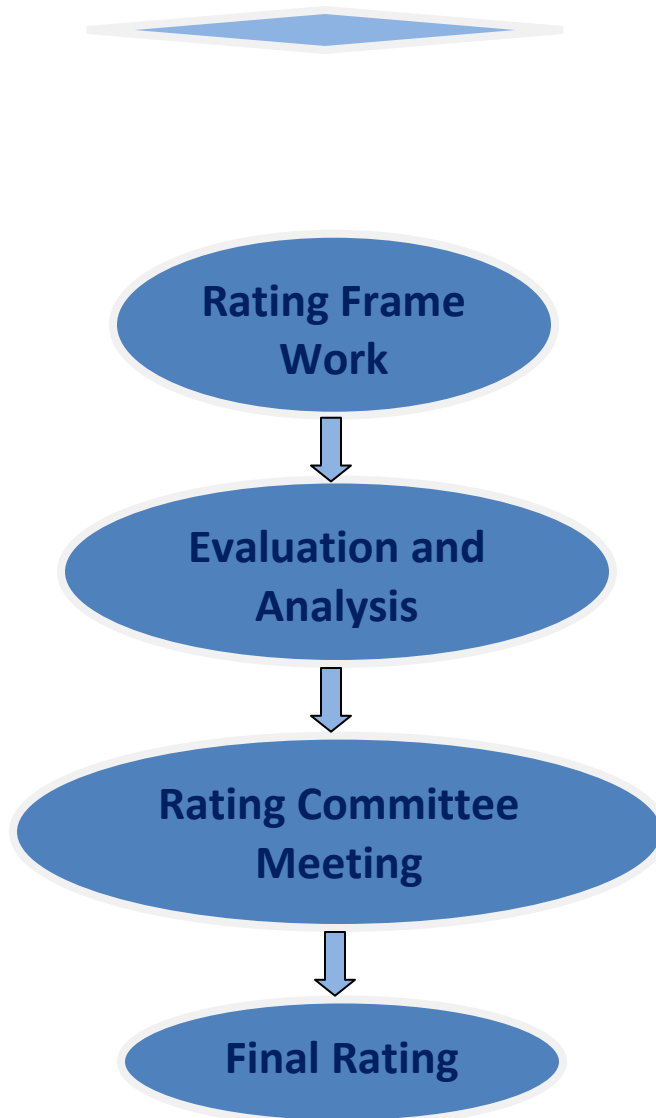 Rating Frame
Work
Evaluation and
Analysis
Rating Committee
Meeting
Final Rating